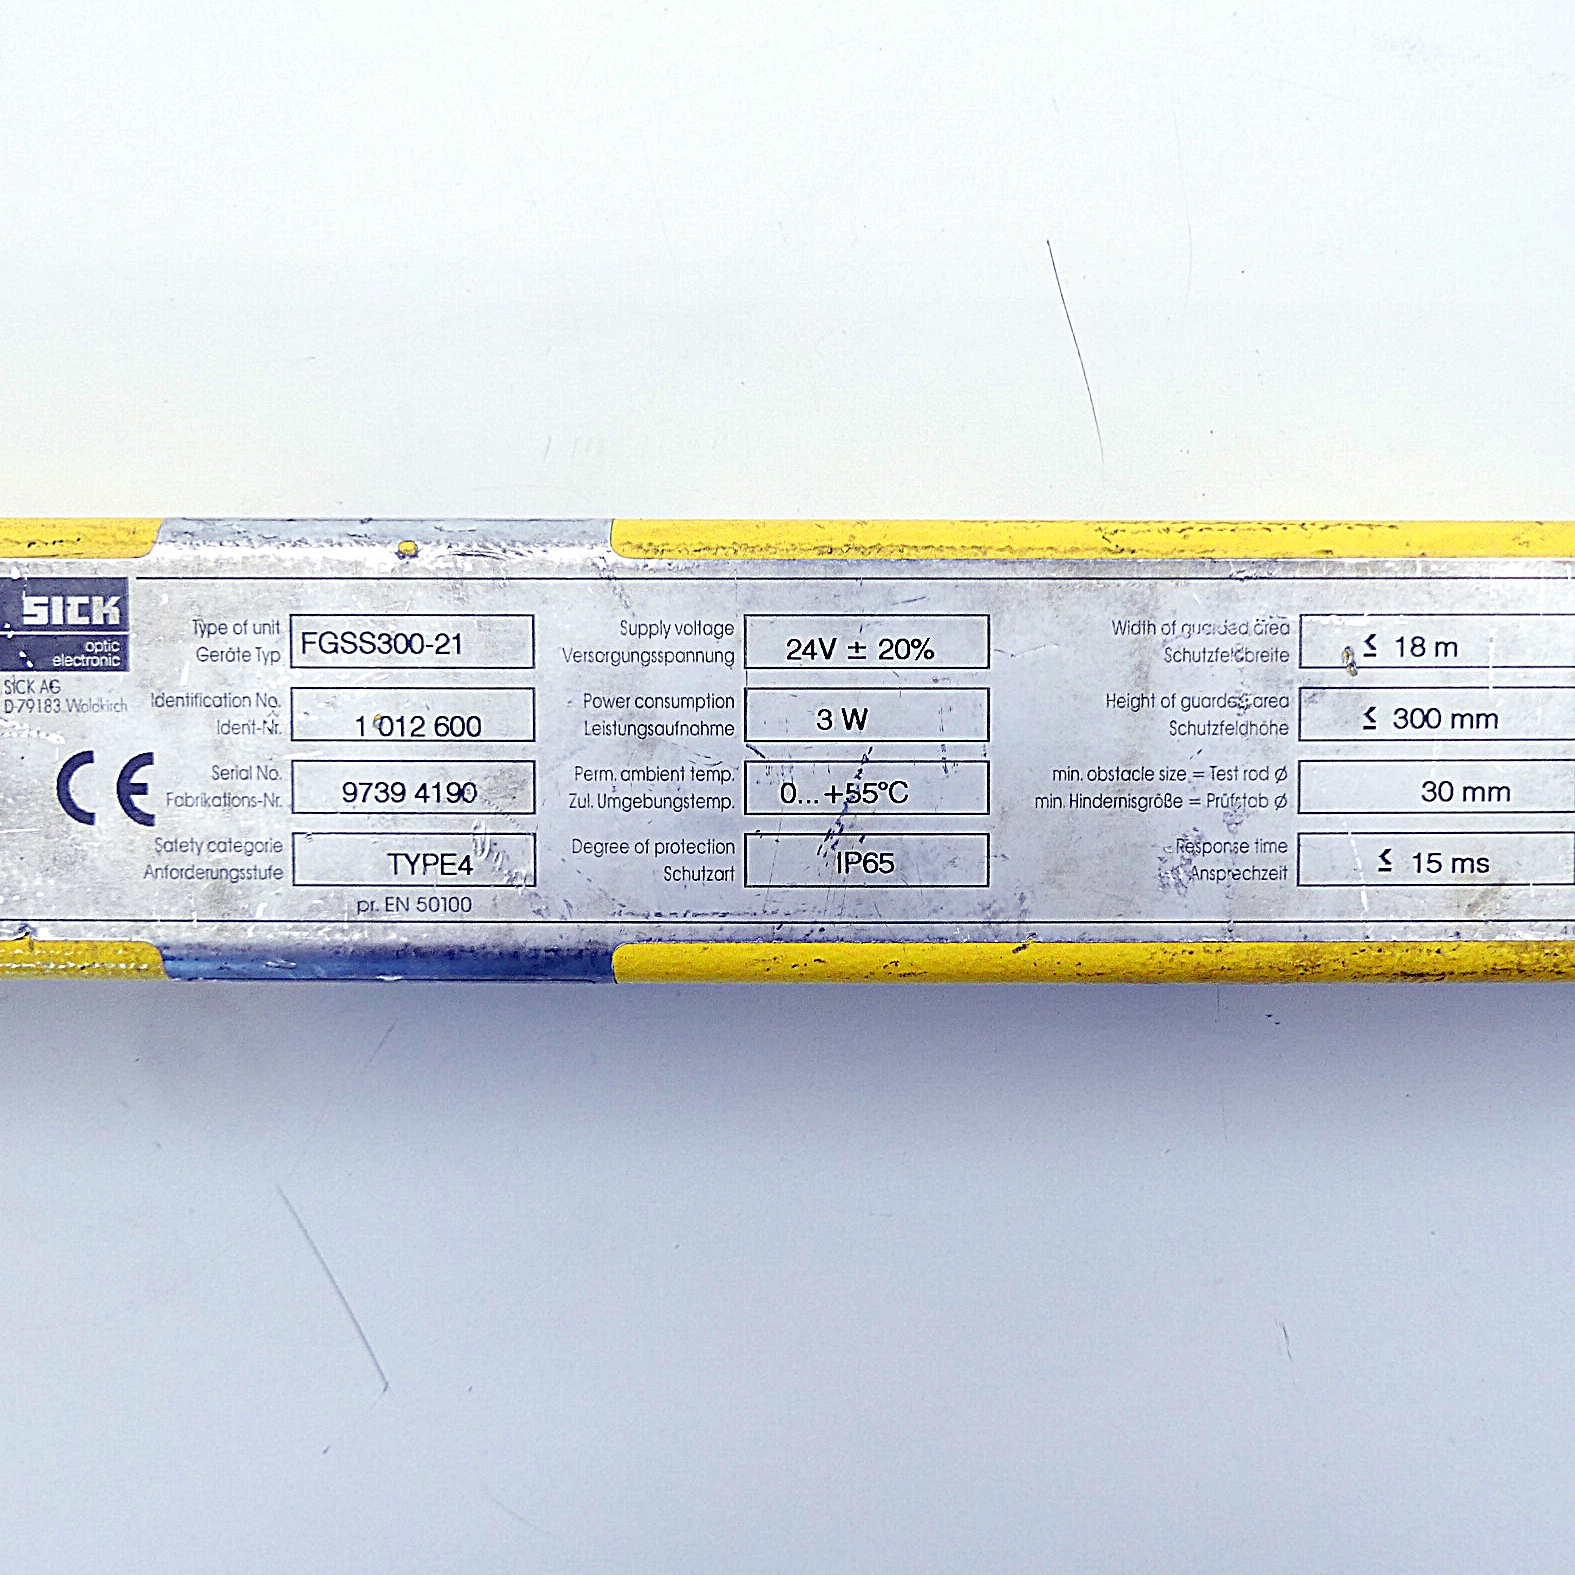 SICK
optic
electronic
SICK AG
D-79183 Waldkirch
CE
Type of unit
Geräte Typ
FGSS300-21
Identification No.
Ident-Nr.
1 012 600
Serial No.
Fabrikations-Nr.
9739 4190
Safety categorie
Anforderungsstufe
TYPE4
pr. EN 50100
Supply voltage
Versorgungsspannung
24V ± 20%
Power consumption
Leistungsaufnahme
3 W
Perm. ambient temp.
Zul. Umgebungstemp.
0... +55°C
Degree of protection
Schutzart
IP65
Width of guarded area
Schutzfeldbreite
≤ 18 m
Height of guarded area
Schutzfeldhöhe
≤ 300 mm
min. obstacle size = Test rod ø
min. Hindernisgröße = Prüfstab ø
30 mm
Response time
Ansprechzeit
≤ 15 ms